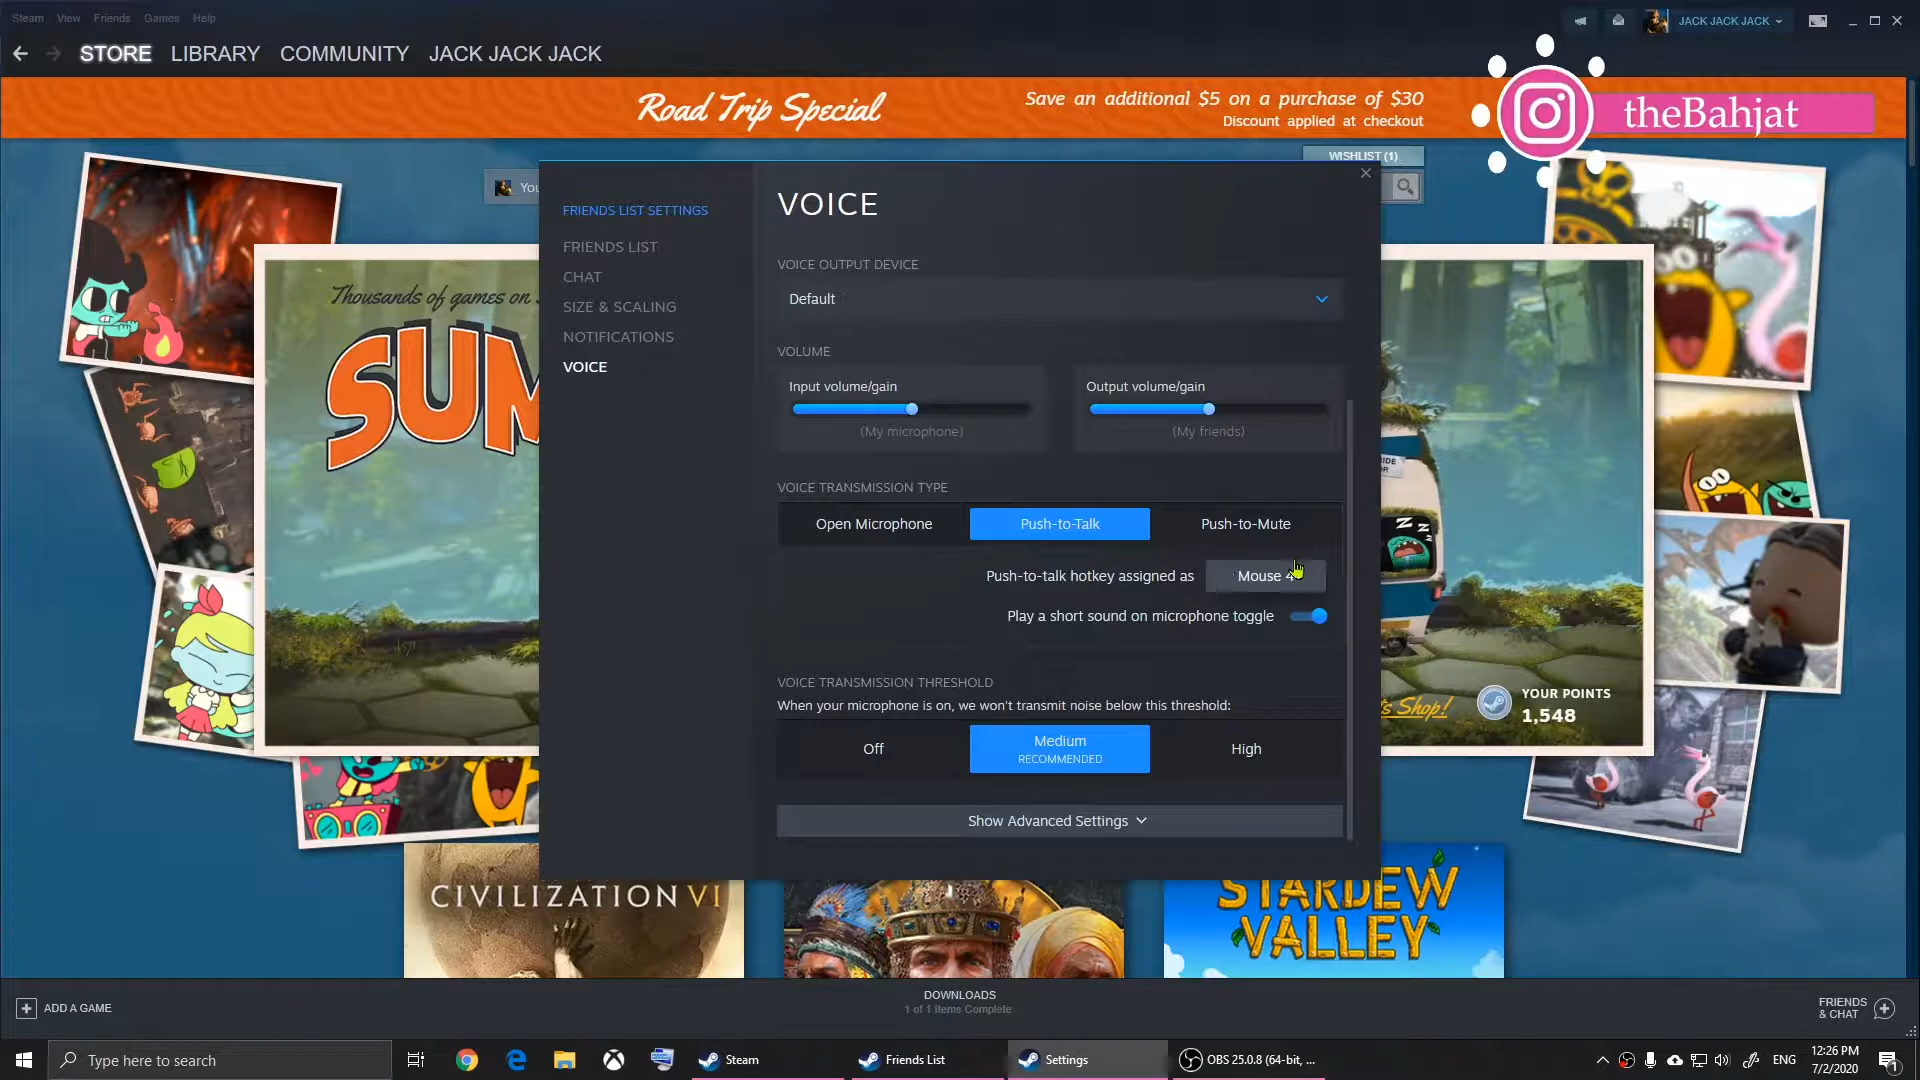 Steam View Friends Games Help
JACK JACK JACK
STORE LIBRARY COMMUNITY JACK JACK JACK
Road Trip Special
Save an additional $5 on a purchase of $30
Discount applied at checkout
theBahjat
WISHLIST (1)
You
FRIENDS LIST SETTINGS
FRIENDS LIST
CHAT
SIZE & SCALING
NOTIFICATIONS
VOICE
VOICE
VOICE OUTPUT DEVICE
Default
VOLUME
Input volume/gain
(My microphone)
Output volume/gain
(My friends)
VOICE TRANSMISSION TYPE
Open Microphone Push-to-Talk Push-to-Mute
Push-to-talk hotkey assigned as Mouse 4
Play a short sound on microphone toggle
VOICE TRANSMISSION THRESHOLD
When your microphone is on, we won't transmit noise below this threshold:
Off
Medium
RECOMMENDED
High
Show Advanced Settings
Thousands of games on
SUM
's Shop!
YOUR POINTS
1,548
CIVILIZATION VI
STARDEW
VALLEY
ADD A GAME
DOWNLOADS
1 of 1 Items Complete
FRIENDS
& CHAT
Type here to search
Steam
Friends List
Settings
OBS 25.0.8 (64-bit, ...
ENG
12:26 PM
7/2/2020
1